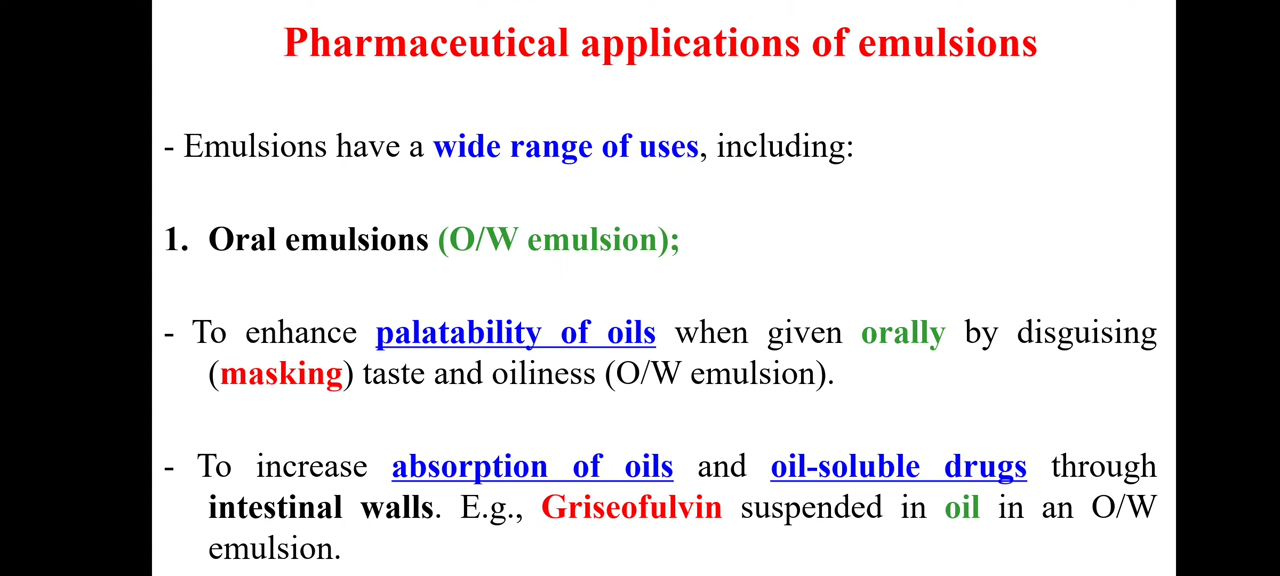 Pharmaceutical applications of emulsions
- Emulsions have a wide range of uses, including:
1. Oral emulsions (O/W emulsion);
- To enhance palatability of oils when given orally by disguising
(masking) taste and oiliness (O/W emulsion).
- To increase absorption of oils and oil-soluble drugs through
intestinal walls. E.g., Griseofulvin suspended in oil in an O/W
emulsion.